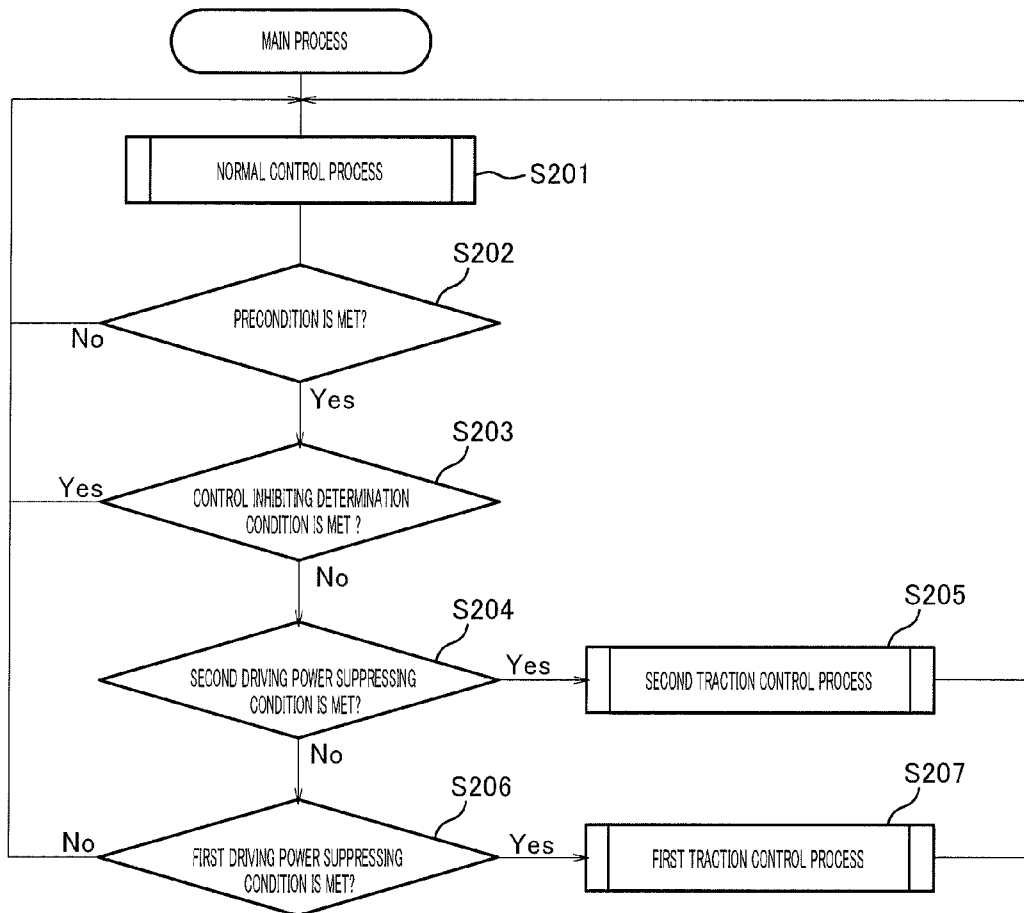 MAIN PROCESS
NORMAL CONTROL PROCESS
S201
S202
PRECONDITION IS MET?
No
Yes
S203
Yes
CONTROL INHIBITING DETERMINATION
CONDITION IS MET ?
No
S204
SECOND DRIVING POWER SUPPRESSING
CONDITION IS MET?
Yes
S205
SECOND TRACTION CONTROL PROCESS
No
S206
No
FIRST DRIVING POWER SUPPRESSING
CONDITION IS MET?
Yes
S207
FIRST TRACTION CONTROL PROCESS